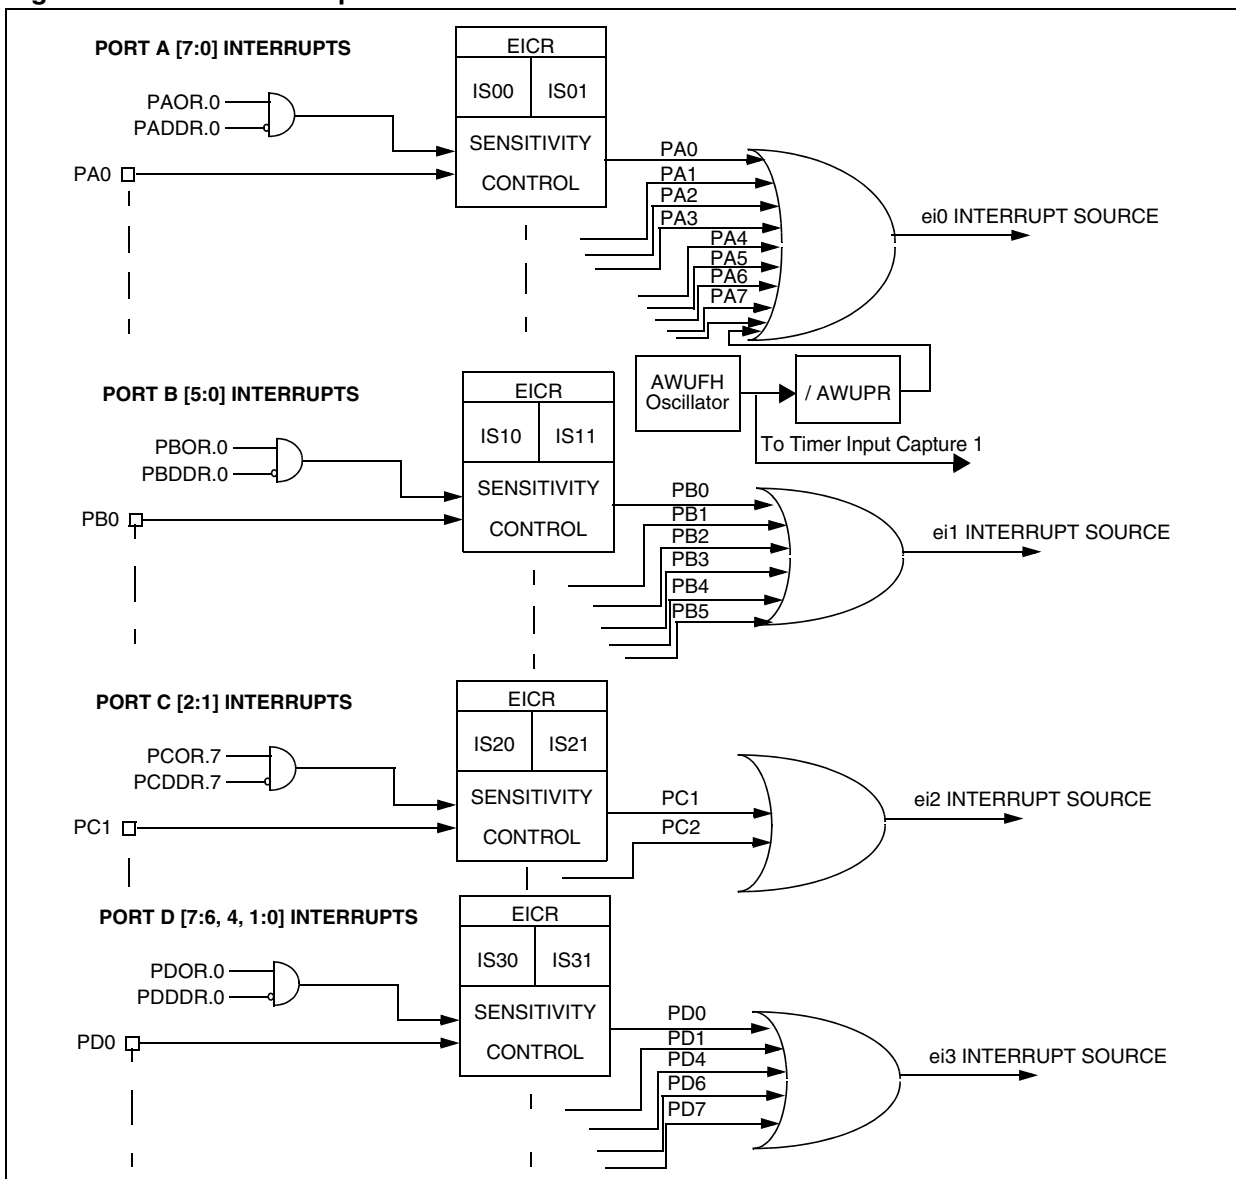 PORT A [7:0] INTERRUPTS
EICR
IS00 IS01
PAOR.0
PADDR.0
SENSITIVITY
CONTROL
PA0
PA0
PA1
PA2
PA3
PA4
PA5
PA6
PA7
ei0 INTERRUPT SOURCE
AWUFH
Oscillator
/ AWUPR
To Timer Input Capture 1
PORT B [5:0] INTERRUPTS
EICR
IS10 IS11
PBOR.0
PBDDR.0
SENSITIVITY
CONTROL
PB0
PB0
PB1
PB2
PB3
PB4
PB5
ei1 INTERRUPT SOURCE
PORT C [2:1] INTERRUPTS
EICR
IS20 IS21
PCOR.7
PCDDR.7
SENSITIVITY
CONTROL
PC1
PC1
PC2
ei2 INTERRUPT SOURCE
PORT D [7:6, 4, 1:0] INTERRUPTS
EICR
IS30 IS31
PDOR.0
PDDDR.0
SENSITIVITY
CONTROL
PD0
PD0
PD1
PD4
PD6
PD7
ei3 INTERRUPT SOURCE